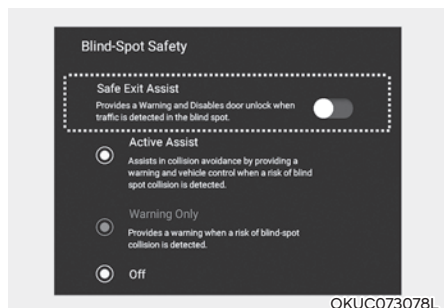 Blind-Spot Safety
Safe Exit Assist
Provides a Warning and Disables door unlock when
traffic is detected in the blind spot.
Active Assist
Assists in collision avoidance by providing a
warning and vehicle control when a risk of blind
spot collision is detected.
Warning Only
Provides a warning when a risk of blind-spot
collision is detected.
Off
OKUC073078L